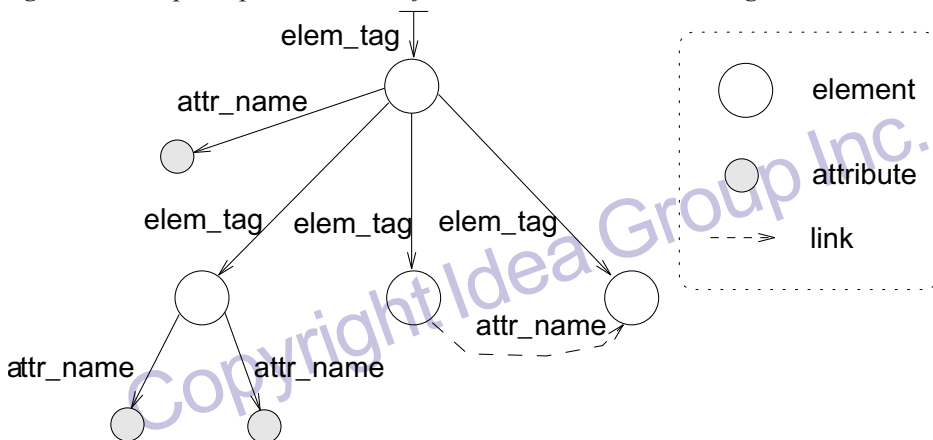 elem_tag
attr_name
elem_tag
elem_tag
elem_tag
attr_name
attr_name
attr_name
element
attribute
link
Copyright Idea Group Inc.